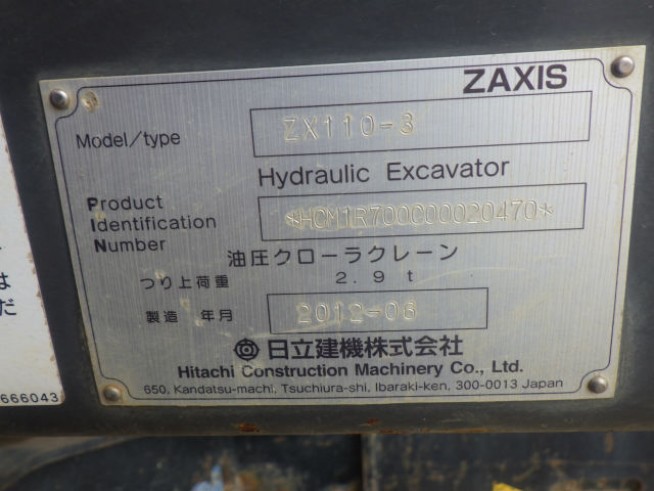 ZAXIS
Model/type
ZX110-3
Hydraulic Excavator
Product
Identification
Number
*HCM1R700C00020470*
油圧クローラクレーン
つり上荷重 2.9 t
製造 年月 2012-06
日立建機株式会社
Hitachi Construction Machinery Co., Ltd.
650, Kandatsu-machi, Tsuchiura-shi, Ibaraki-ken, 300-0013 Japan
は
だ
666043